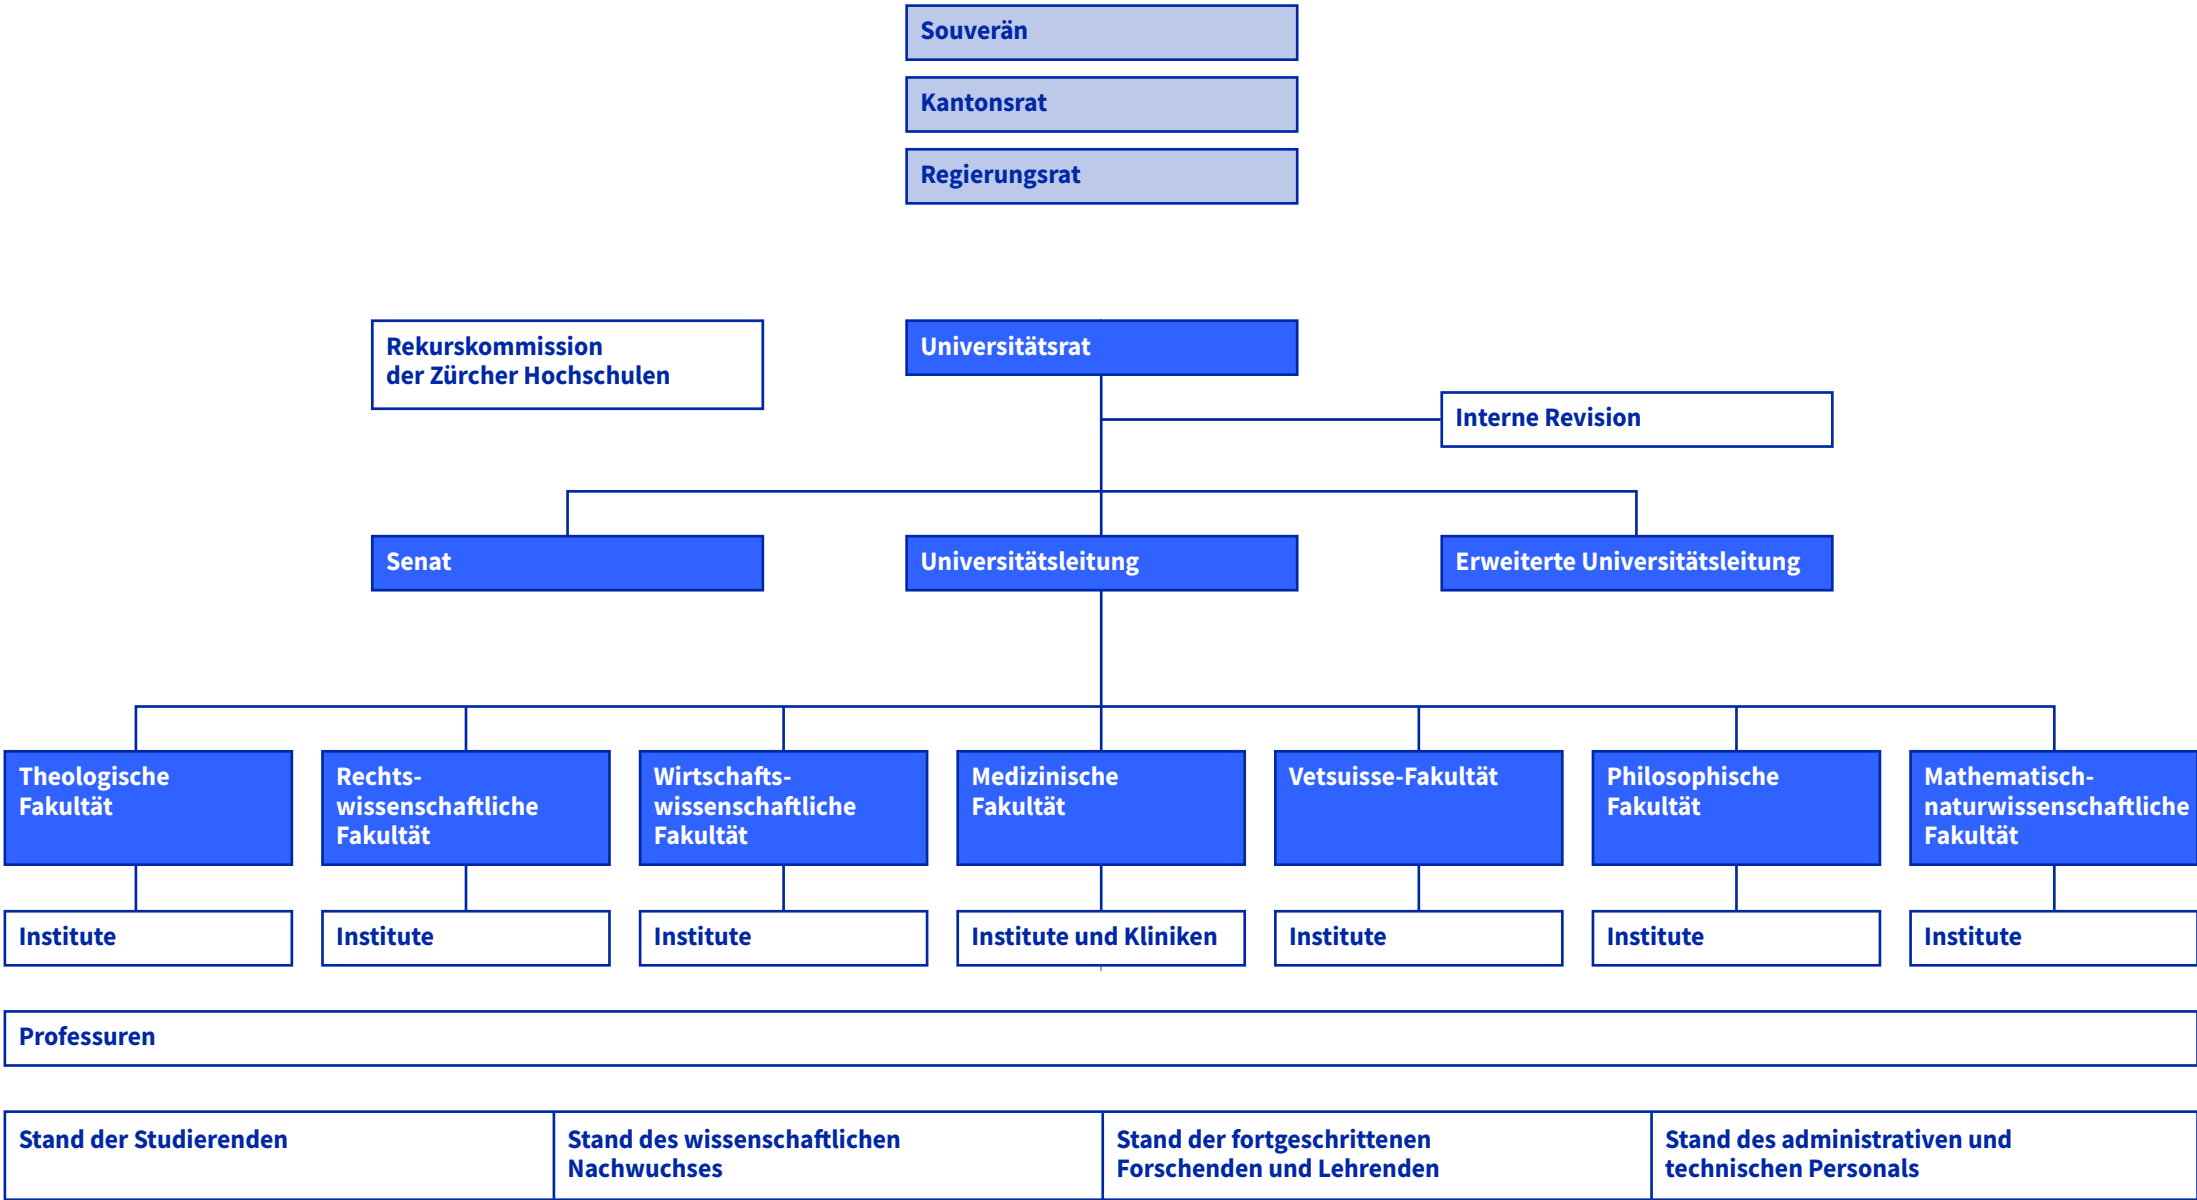 Souverän
Kantonsrat
Regierungsrat
Rekurskommission
der Zürcher Hochschulen
Universitätsrat
Interne Revision
Senat
Universitätsleitung
Erweiterte Universitätsleitung
Theologische
Fakultät
Rechts-
wissenschaftliche
Fakultät
Wirtschafts-
wissenschaftliche
Fakultät
Medizinische
Fakultät
Vetsuisse-Fakultät
Philosophische
Fakultät
Mathematisch-
naturwissenschaftliche
Fakultät
Institute
Institute
Institute
Institute und Kliniken
Institute
Institute
Institute
Professuren
Stand der Studierenden
Stand des wissenschaftlichen
Nachwuchses
Stand der fortgeschrittenen
Forschenden und Lehrenden
Stand des administrativen und
technischen Personals